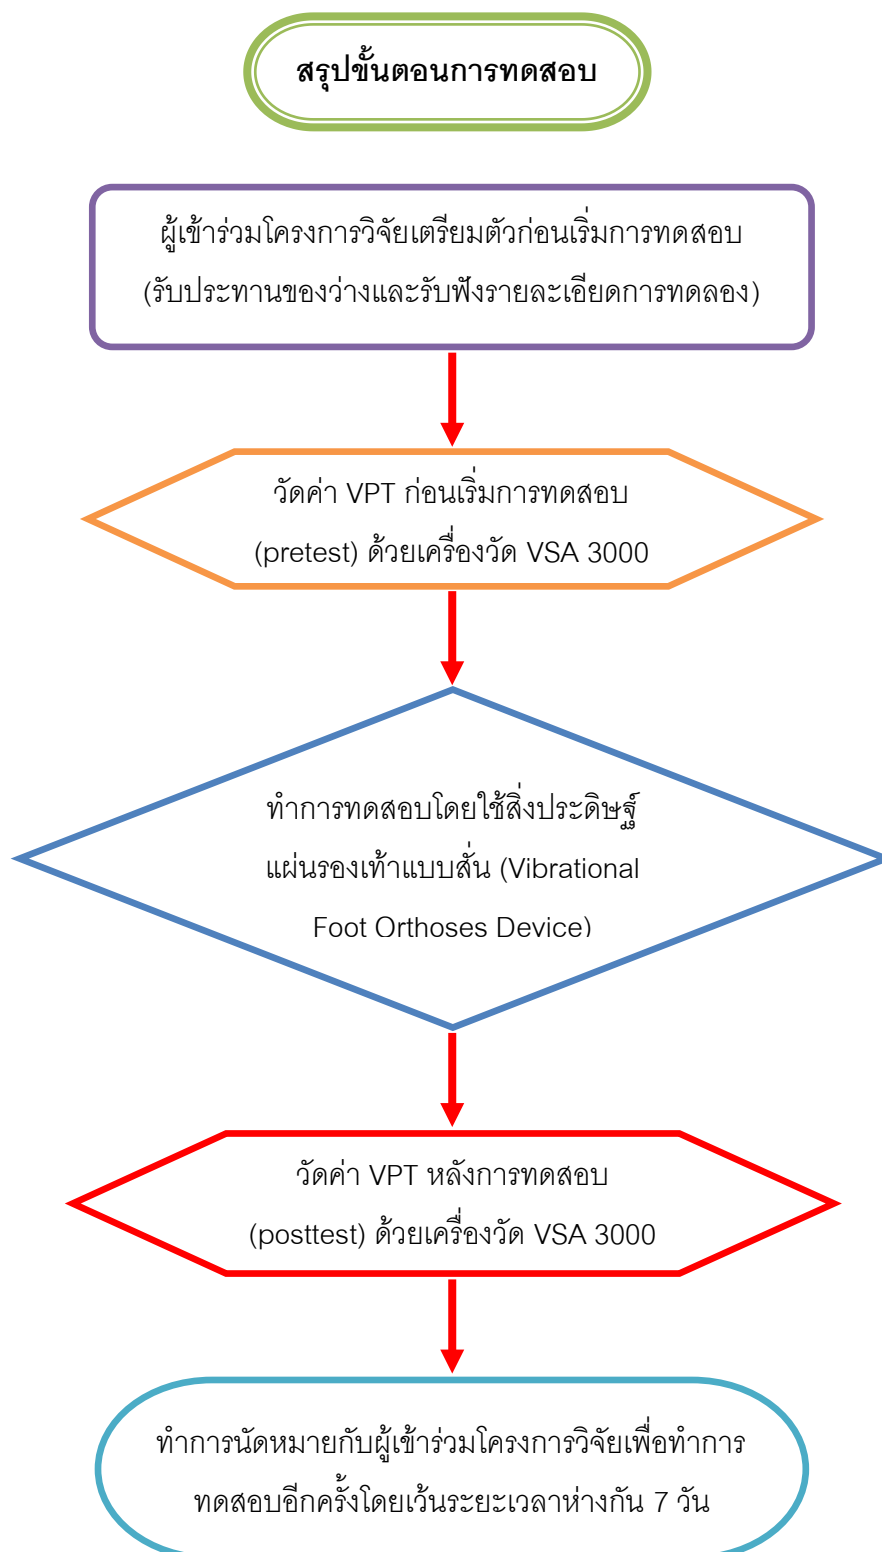 สรุปขั้นตอนการทดสอบ
ผู้เข้าร่วมโครงการวิจัยเตรียมตัวก่อนเริ่มการทดสอบ
(รับประทานของว่างและรับฟังรายละเอียดการทดลอง)
วัดค่า VPT ก่อนเริ่มการทดสอบ
(pretest) ด้วยเครื่องวัด VSA 3000
ทำการทดสอบโดยใช้สิ่งประดิษฐ์
แผ่นรองเท้าแบบสั่น (Vibrational
Foot Orthoses Device)
วัดค่า VPT หลังการทดสอบ
(posttest) ด้วยเครื่องวัด VSA 3000
ทำการนัดหมายกับผู้เข้าร่วมโครงการวิจัยเพื่อทำการ
ทดสอบอีกครั้งโดยเว้นระยะเวลาห่างกัน 7 วัน